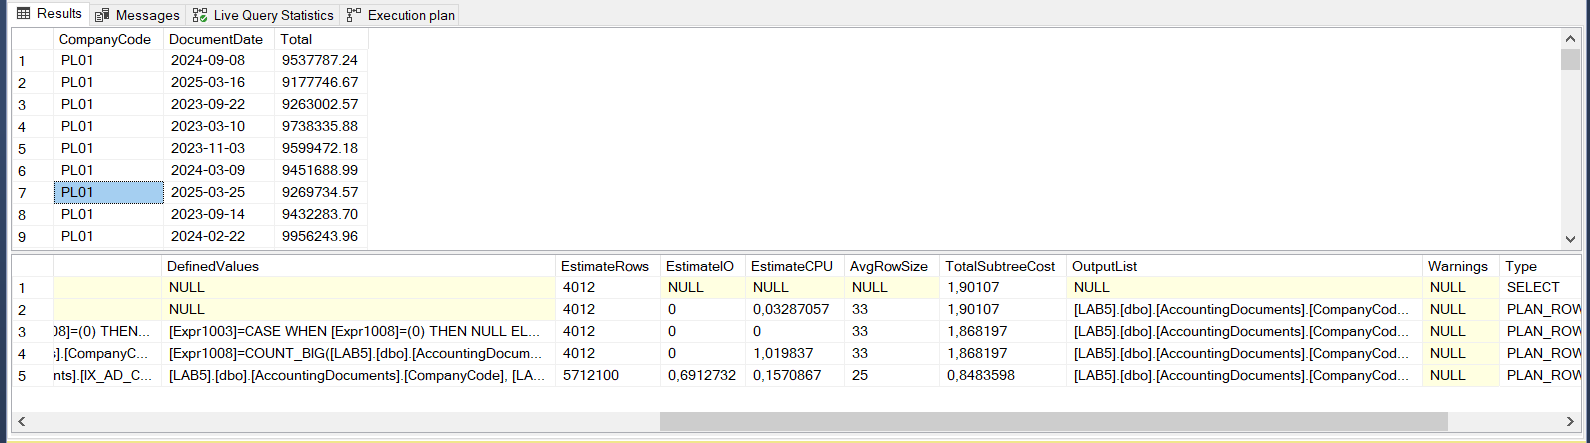 Results Messages Live Query Statistics Execution plan
CompanyCode DocumentDate Total
1 PL01 2024-09-08 9537787.24
2 PL01 2025-03-16 9177746.67
3 PL01 2023-09-22 9263002.57
4 PL01 2023-03-10 9738335.88
5 PL01 2023-11-03 9599472.18
6 PL01 2024-03-09 9451688.99
7 PL01 2025-03-25 9269734.57
8 PL01 2023-09-14 9432283.70
9 PL01 2024-02-22 9956243.96
DefinedValues EstimateRows EstimateIO EstimateCPU AvgRowSize TotalSubtreeCost OutputList Warnings Type
1 NULL 4012 NULL NULL NULL 1,90107 NULL NULL SELECT
2 NULL 4012 0 0,03287057 33 1,90107 [LAB5].[dbo].[AccountingDocuments].[CompanyCod... NULL PLAN_ROW
3 08]=(0) THEN... [Expr1003]=CASE WHEN [Expr1008]=(0) THEN NULL EL... 4012 0 0 33 1,868197 [LAB5].[dbo].[AccountingDocuments].[CompanyCod... NULL PLAN_ROW
4 s].[CompanyC... [Expr1008]=COUNT_BIG([LAB5].[dbo].[AccountingDocum... 4012 0 1,019837 33 1,868197 [LAB5].[dbo].[AccountingDocuments].[CompanyCod... NULL PLAN_ROW
5 nts].[IX_AD_C... [LAB5].[dbo].[AccountingDocuments].[CompanyCode], [LA... 5712100 0,6912732 0,1570867 25 0,8483598 [LAB5].[dbo].[AccountingDocuments].[CompanyCod... NULL PLAN_ROW